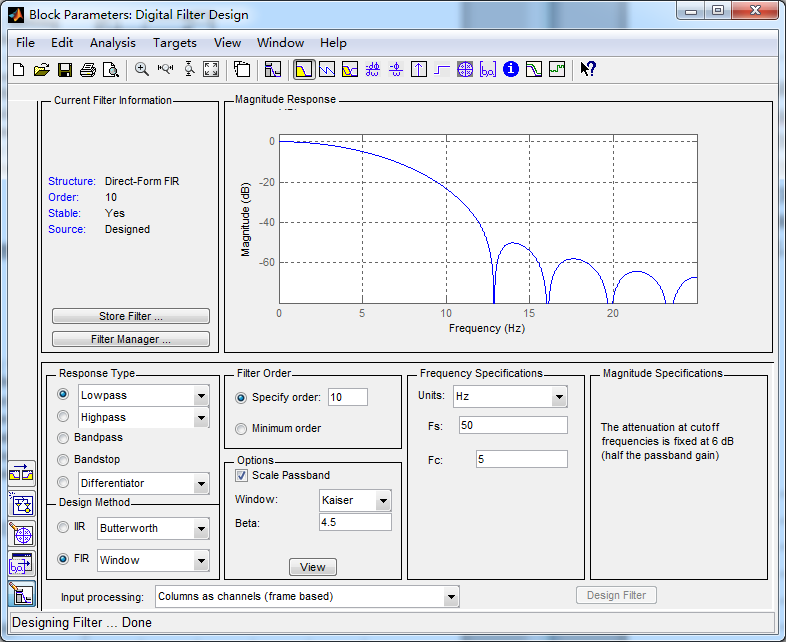 Block Parameters: Digital Filter Design
File Edit Analysis Targets View Window Help
Current Filter Information
Structure: Direct-Form FIR
Order: 10
Stable: Yes
Source: Designed
Store Filter ...
Filter Manager ...
Magnitude Response
0
-20
-40
-60
Magnitude (dB)
0 5 10 15 20
Frequency (Hz)
Response Type
Lowpass
Highpass
Bandpass
Bandstop
Differentiator
Design Method
IIR Butterworth
FIR Window
Filter Order
Specify order: 10
Minimum order
Options
Scale Passband
Window: Kaiser
Beta: 4.5
View
Frequency Specifications
Units: Hz
Fs: 50
Fc: 5
Magnitude Specifications
The attenuation at cutoff
frequencies is fixed at 6 dB
(half the passband gain)
Input processing: Columns as channels (frame based)
Design Filter
Designing Filter ... Done